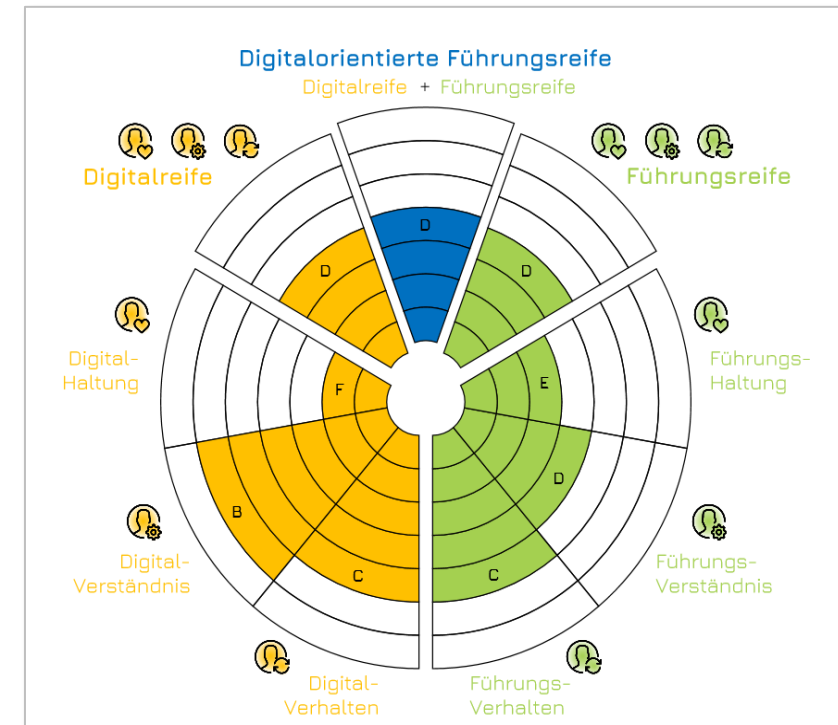 Digitalorientierte Führungsreife
Digitalreife + Führungsreife
Digitalreife
Führungsreife
D
D
D
Digital-
Haltung
F
E
Führungs-
Haltung
B
D
Digital-
Verständnis
C
C
Führungs-
Verständnis
Digital-
Verhalten
Führungs-
Verhalten